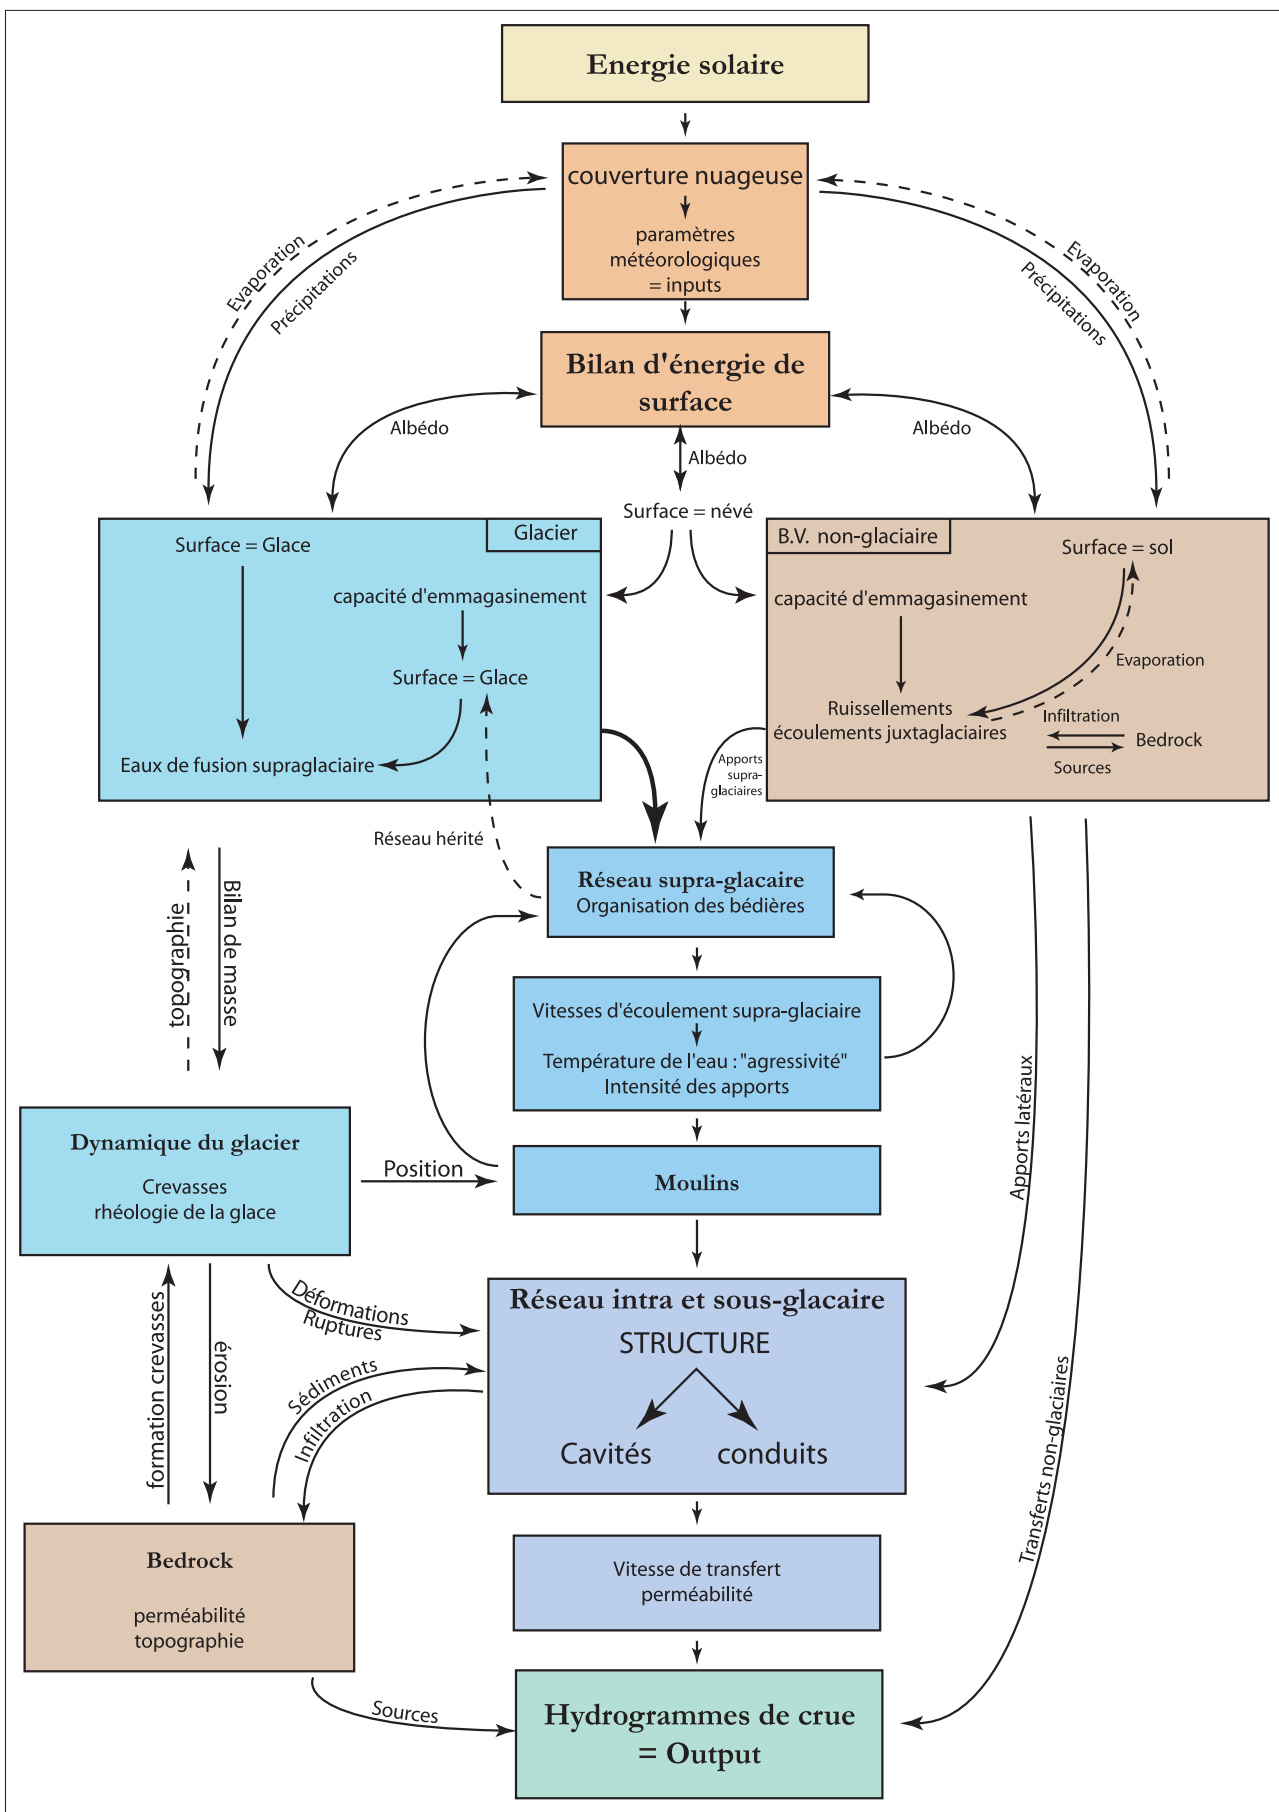 Energie solaire
couverture nuageuse
paramètres
météorologiques
= inputs
Evaporation
Précipitations
Evaporation
Précipitations
Bilan d'énergie de
surface
Albédo
Albédo
Albédo
Surface = névé
Glacier
Surface = Glace
capacité d'emmagasinement
Surface = Glace
Eaux de fusion supraglaciaire
B.V. non-glaciaire
Surface = sol
capacité d'emmagasinement
Evaporation
Ruissellements
écoulements juxtaglaciaires
Infiltration
Bedrock
Sources
Apports
supra-
glaciaires
Réseau hérité
Réseau supra-glacaire
Organisation des bédières
topographie
Bilan de masse
Vitesses d'écoulement supra-glaciaire
Température de l'eau : "agressivité"
Intensité des apports
Dynamique du glacier
Crevasses
rhéologie de la glace
Position
Moulins
Apports latéraux
Transferts non-glaciaires
Déformations
Ruptures
Réseau intra et sous-glacaire
STRUCTURE
Cavités
conduits
formation crevasses
érosion
Sédiments
Infiltration
Bedrock
perméabilité
topographie
Vitesse de transfert
perméabilité
Sources
Hydrogrammes de crue
= Output